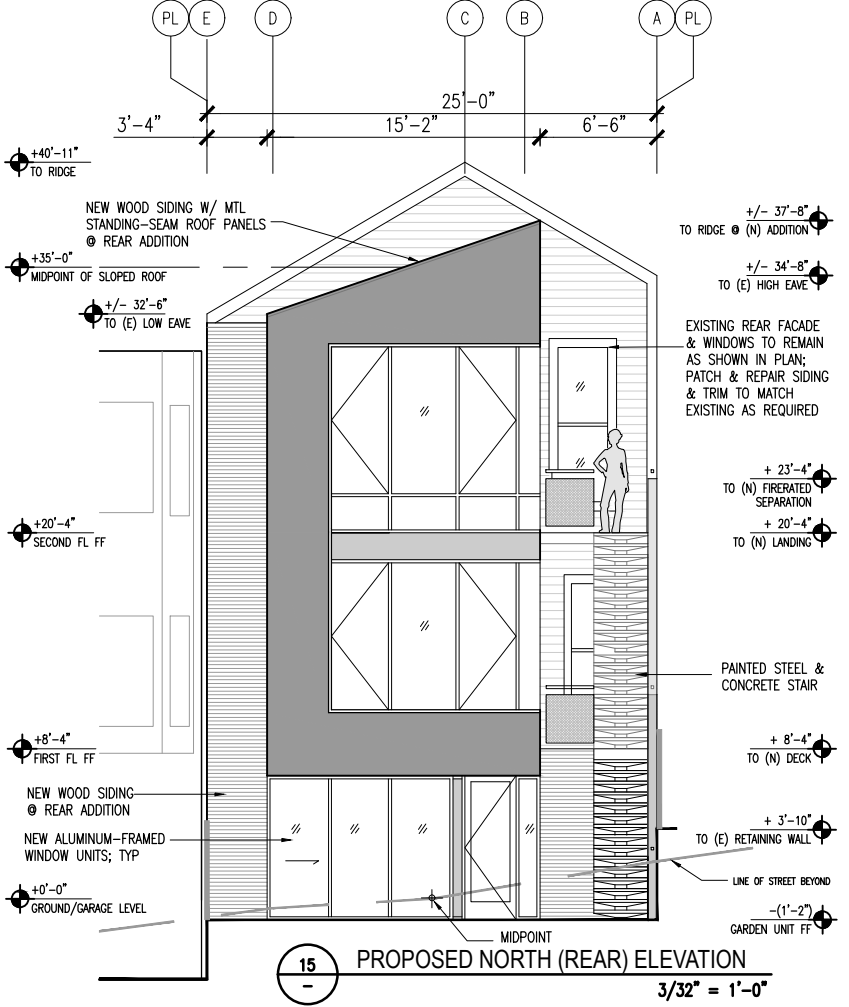 PL E D C B A PL
25'-0"
3'-4" 15'-2" 6'-6"
+40'-11"
TO RIDGE
NEW WOOD SIDING W/ MTL
STANDING-SEAM ROOF PANELS
@ REAR ADDITION
+35'-0"
MIDPOINT OF SLOPED ROOF
+/- 32'-6"
TO (E) LOW EAVE
+/- 37'-8"
TO RIDGE @ (N) ADDITION
+/- 34'-8"
TO (E) HIGH EAVE
EXISTING REAR FACADE
& WINDOWS TO REMAIN
AS SHOWN IN PLAN;
PATCH & REPAIR SIDING
& TRIM TO MATCH
EXISTING AS REQUIRED
+ 23'-4"
TO (N) FIRERATED
SEPARATION
+20'-4"
SECOND FL FF
+ 20'-4"
TO (N) LANDING
PAINTED STEEL &
CONCRETE STAIR
+8'-4"
FIRST FL FF
+ 8'-4"
TO (N) DECK
NEW WOOD SIDING
@ REAR ADDITION
NEW ALUMINUM-FRAMED
WINDOW UNITS; TYP
+ 3'-10"
TO (E) RETAINING WALL
LINE OF STREET BEYOND
+0'-0"
GROUND/GARAGE LEVEL
-(1'-2")
GARDEN UNIT FF
MIDPOINT
15
-
PROPOSED NORTH (REAR) ELEVATION
3/32" = 1'-0"